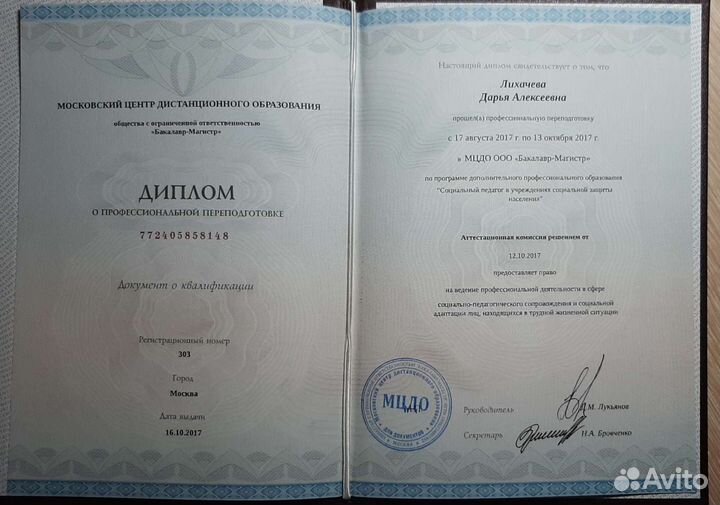 МОСКОВСКИЙ ЦЕНТР ДИСТАНЦИОННОГО ОБРАЗОВАНИЯ
общества с ограниченной ответственностью
«Бакалавр-Магистр»
ДИПЛОМ
О ПРОФЕССИОНАЛЬНОЙ ПЕРЕПОДГОТОВКЕ
772405858148
Документ о квалификации
Регистрационный номер
303
Город
Москва
Дата выдачи
16.10.2017
Настоящий диплом свидетельствует о том, что
Лихачева
Дарья Алексеевна
прошел(а) профессиональную переподготовку
с 17 августа 2017 г. по 13 октября 2017 г.
в МЦДО ООО «Бакалавр-Магистр»
по программе дополнительного профессионального образования
"Социальный педагог в учреждениях социальной защиты
населения"
Аттестационная комиссия решением от
12.10.2017
предоставляет право
на ведение профессиональной деятельности в сфере
социально-педагогического сопровождения и социальной
адаптации лиц, находящихся в трудной жизненной ситуации
МЦДО
для документов
Руководитель
М. Лукьянов
Секретарь
Н.А. Бровченко
Avito